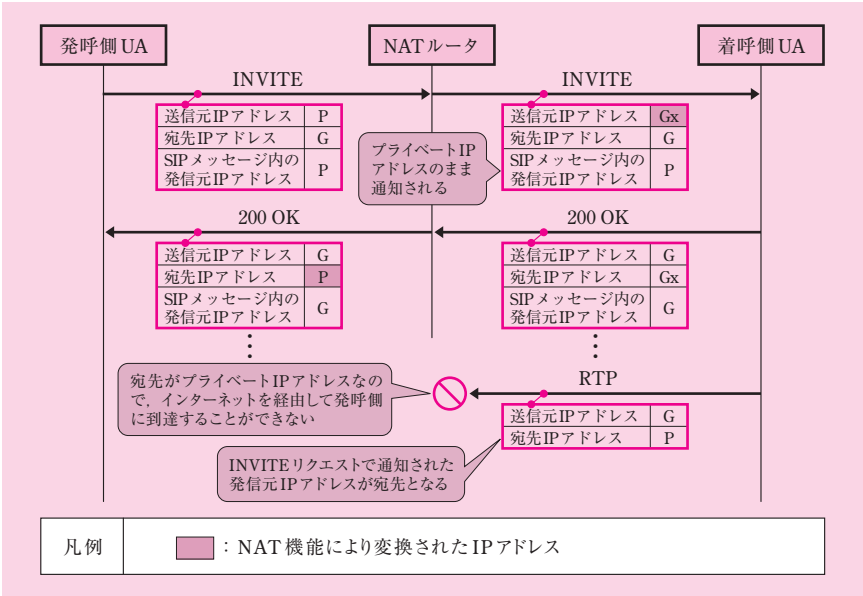 発呼側UA
NATルータ
着呼側UA
INVITE
INVITE
送信元IPアドレス P
宛先IPアドレス G
SIPメッセージ内の
発信元IPアドレス P
プライベートIP
アドレスのまま
通知される
送信元IPアドレス Gx
宛先IPアドレス G
SIPメッセージ内の
発信元IPアドレス P
200 OK
200 OK
送信元IPアドレス G
宛先IPアドレス P
SIPメッセージ内の
発信元IPアドレス G
送信元IPアドレス G
宛先IPアドレス Gx
SIPメッセージ内の
発信元IPアドレス G
宛先がプライベートIPアドレスなの
で，インターネットを経由して発呼側
に到達することができない
RTP
送信元IPアドレス G
宛先IPアドレス P
INVITEリクエストで通知された
発信元IPアドレスが宛先となる
凡例
：NAT機能により変換されたIPアドレス